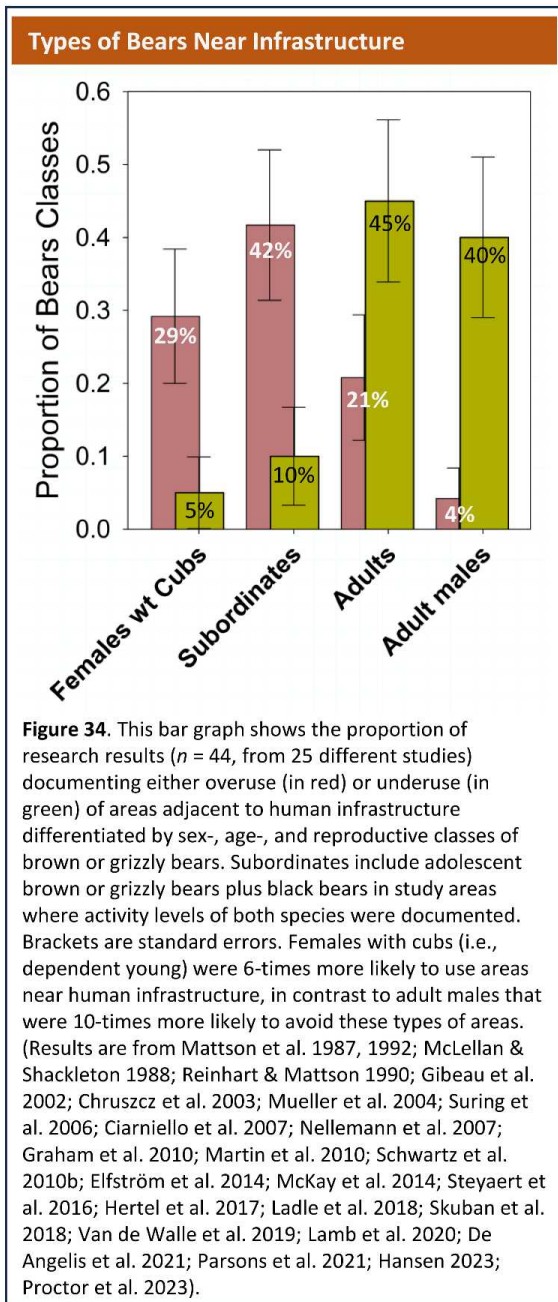 Types of Bears Near Infrastructure
Proportion of Bears Classes
0.6
0.5
0.4
0.3
0.2
0.1
0.0
29%
5%
42%
10%
21%
45%
4%
40%
Females wt Cubs
Subordinates
Adults
Adult males
Figure 34. This bar graph shows the proportion of
research results (n = 44, from 25 different studies)
documenting either overuse (in red) or underuse (in
green) of areas adjacent to human infrastructure
differentiated by sex-, age-, and reproductive classes of
brown or grizzly bears. Subordinates include adolescent
brown or grizzly bears plus black bears in study areas
where activity levels of both species were documented.
Brackets are standard errors. Females with cubs (i.e.,
dependent young) were 6-times more likely to use areas
near human infrastructure, in contrast to adult males that
were 10-times more likely to avoid these types of areas.
(Results are from Mattson et al. 1987, 1992; McLellan &
Shackleton 1988; Reinhart & Mattson 1990; Gibeau et al.
2002; Chruszcz et al. 2003; Mueller et al. 2004; Suring et
al. 2006; Ciarniello et al. 2007; Nellemann et al. 2007;
Graham et al. 2010; Martin et al. 2010; Schwartz et al.
2010b; Elfström et al. 2014; McKay et al. 2014; Steyaert et
al. 2016; Hertel et al. 2017; Ladle et al. 2018; Skuban et al.
2018; Van de Walle et al. 2019; Lamb et al. 2020; De
Angelis et al. 2021; Parsons et al. 2021; Hansen 2023;
Proctor et al. 2023).